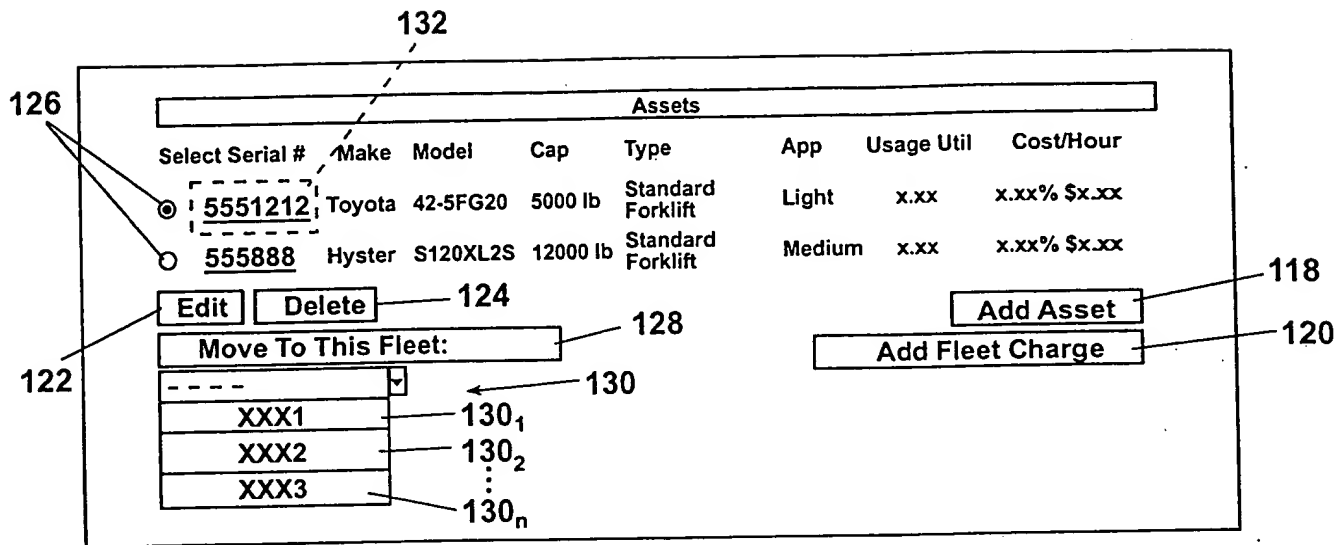 132
126
Assets
Select Serial # Make Model Cap Type App Usage Util Cost/Hour
5551212 Toyota 42-5FG20 5000 lb Standard Forklift Light x.xx x.xx% $x.xx
555888 Hyster S120XL2S 12000 lb Standard Forklift Medium x.xx x.xx% $x.xx
Edit Delete 124 Add Asset 118
Move To This Fleet: 128 Add Fleet Charge 120
122
- - - - 130
XXX1 130₁
XXX2 130₂
XXX3 130ₙ